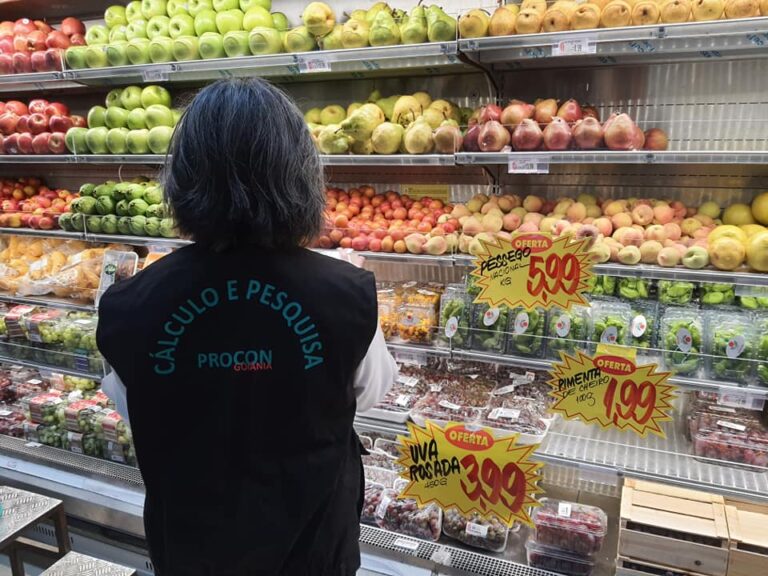 CÁLCULO E PESQUISA
PROCON
GOIÂNIA
OFERTA
PÊSSEGO
NACIONAL
KG
5,99
OFERTA
PIMENTA
DE CHEIRO
100g
1,99
OFERTA
UVA
ROSADA
3,99